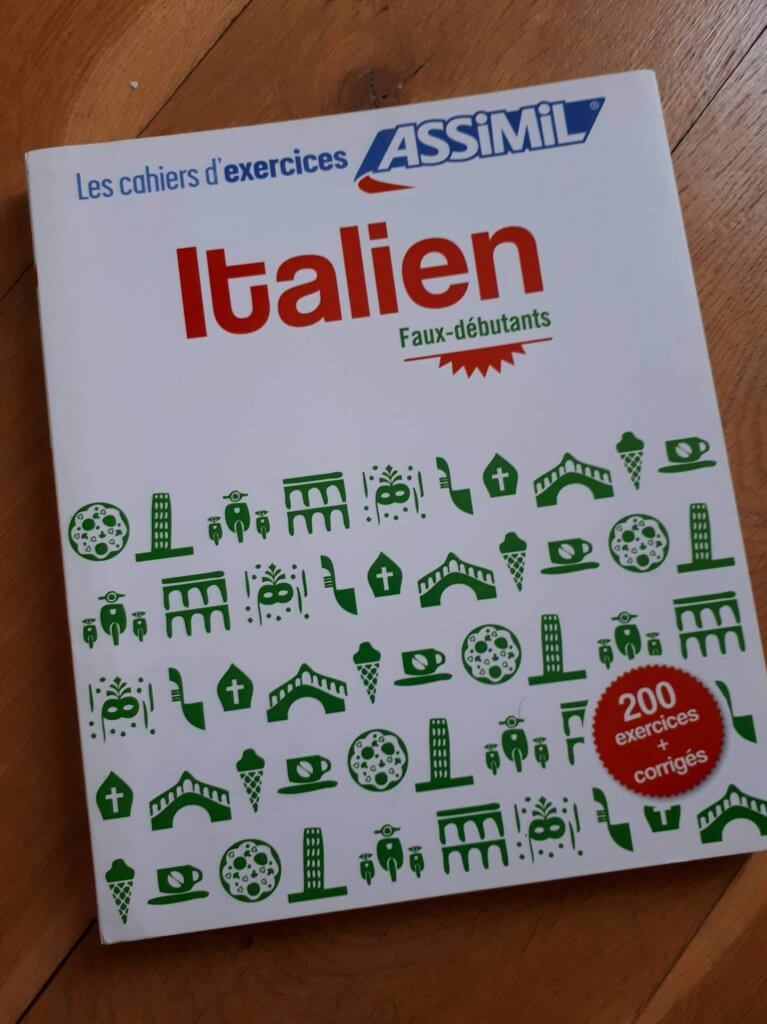 Les cahiers d'exercices ASSiMiL®
Italien
Faux-débutants
200
exercices
+
corrigés